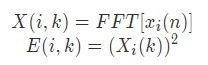 X(i, k) = FFT[x_i(n)]
E(i, k) = (X_i(k))^2